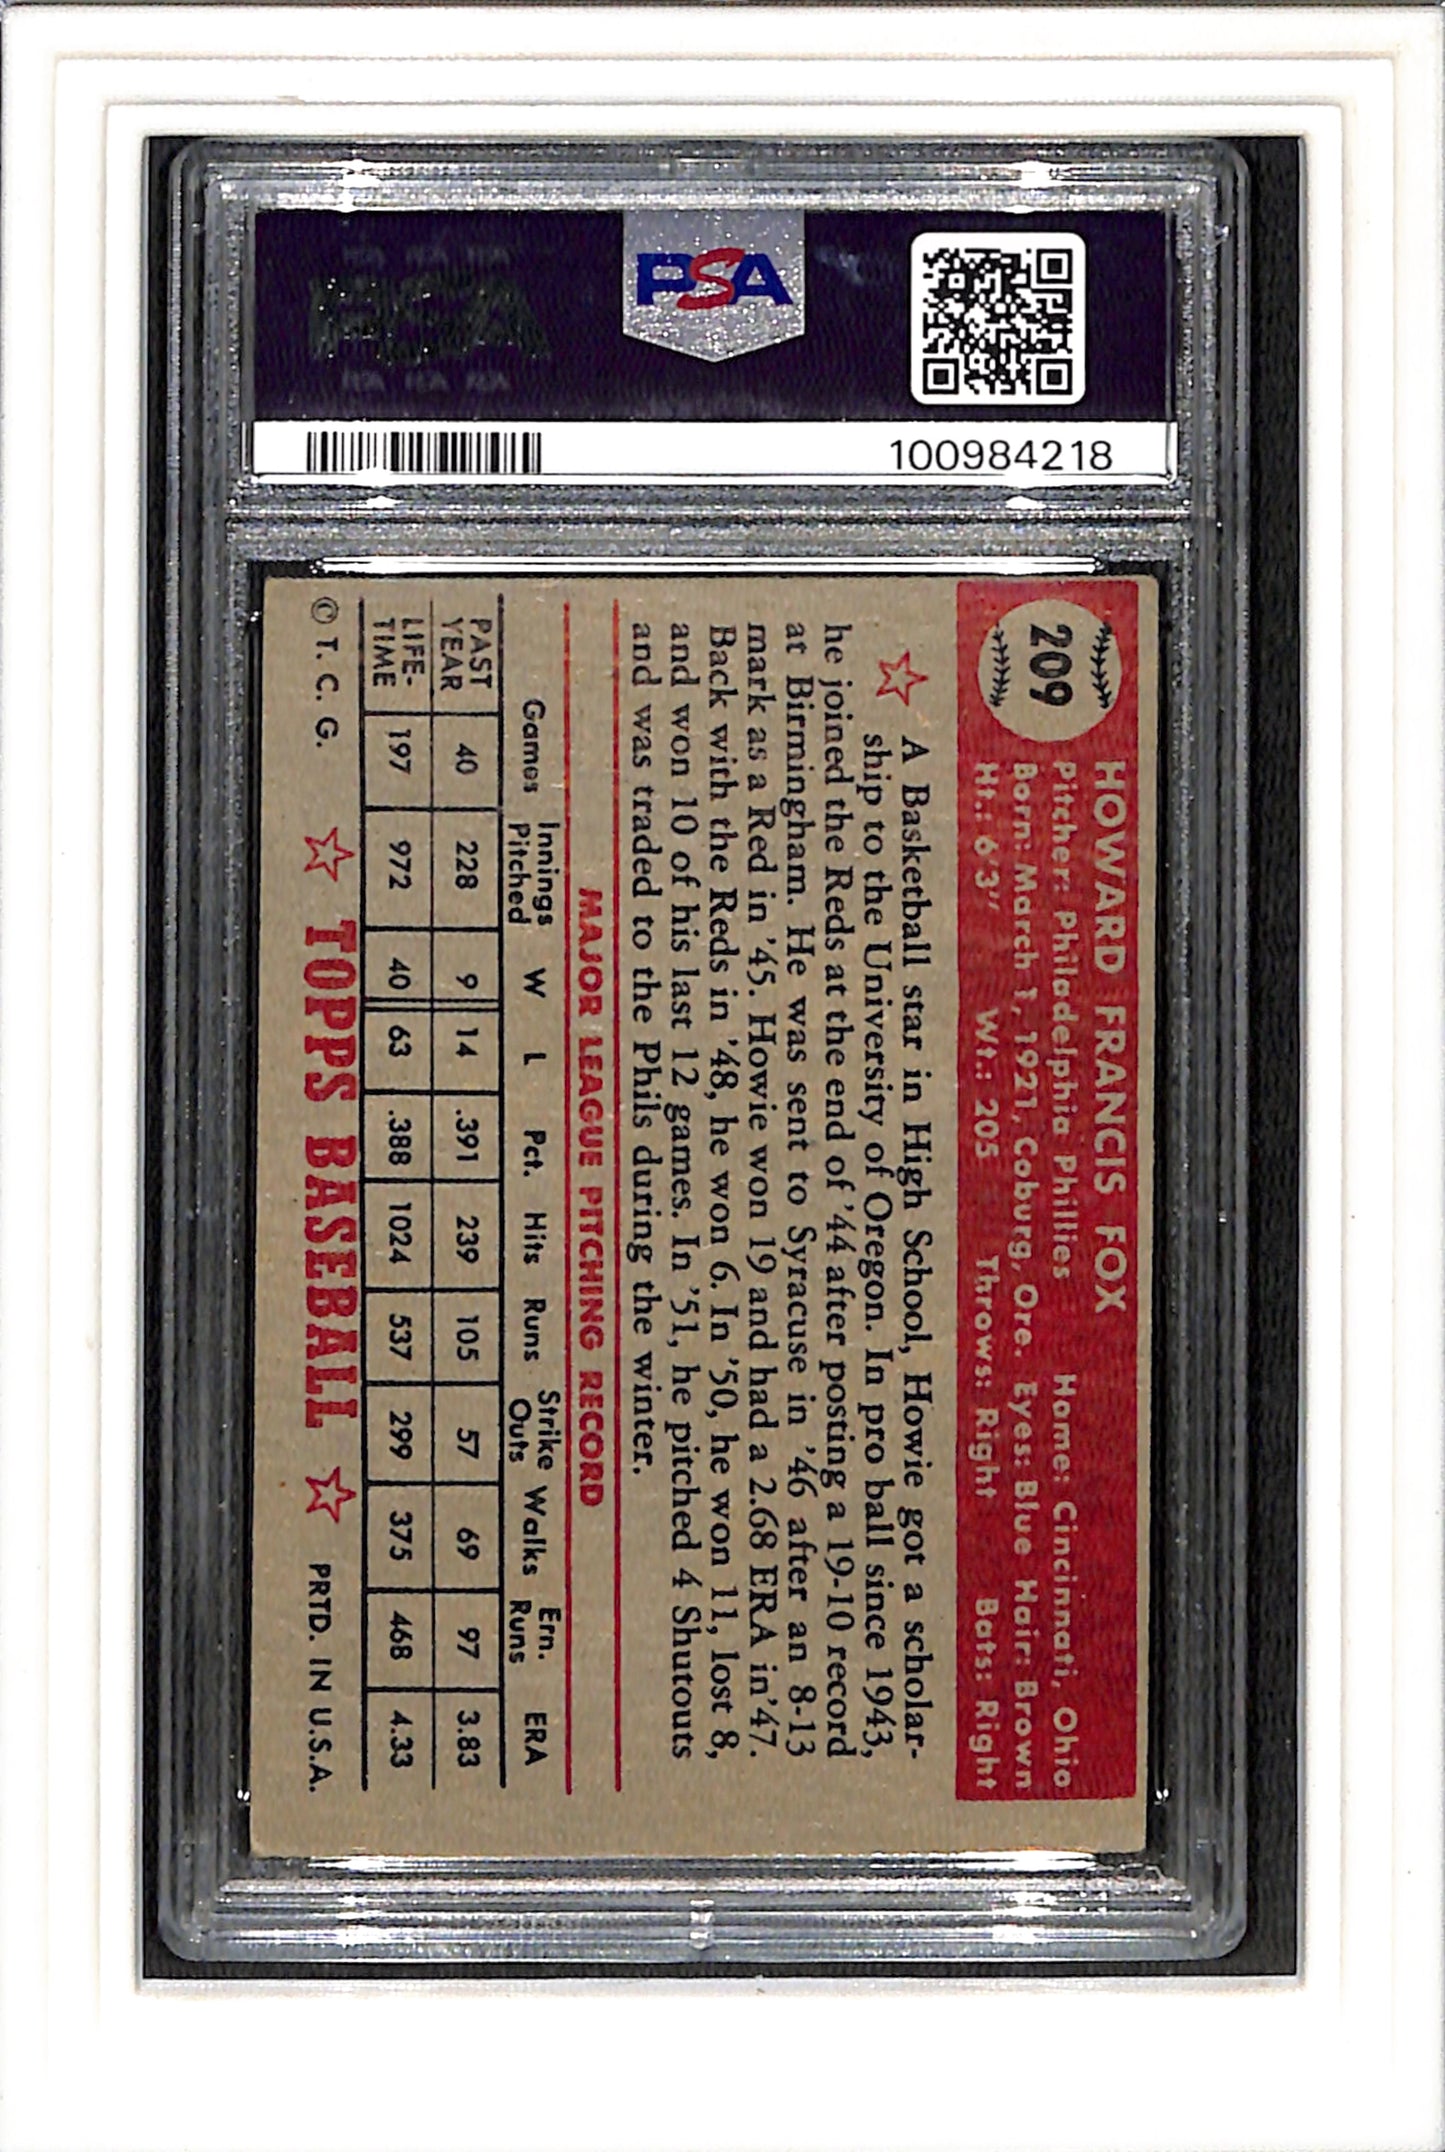 PSA
PSA
100984218
209
HOWARD FRANCIS FOX
Pitcher: Philadelphia Phillies Home: Cincinnati, Ohio
Born: March 1, 1921, Coburg, Ore. Eyes: Blue Hair: Brown
Ht.: 6'3" Wt.: 205 Throws: Right Bats: Right
A Basketball star in High School, Howie got a scholar-
ship to the University of Oregon. In pro ball since 1943,
he joined the Reds at the end of '44 after posting a 19-10 record
at Birmingham. He was sent to Syracuse in '46 after an 8-13
mark as a Red in '45. Howie won 19 and had a 2.68 ERA in '47.
Back with the Reds in '48, he won 6. In '50, he won 11, lost 8,
and won 10 of his last 12 games. In '51, he pitched 4 Shutouts
and was traded to the Phils during the winter.
MAJOR LEAGUE PITCHING RECORD
Games Innings Pitched W L Pct. Hits Runs Strike Outs Walks Ern. Runs ERA
PAST YEAR 40 228 9 14 .391 239 105 57 69 97 3.83
LIFE-TIME 197 972 40 63 .388 1024 537 299 375 468 4.33
© T. C. G. TOPPS BASEBALL PRTD. IN U.S.A.